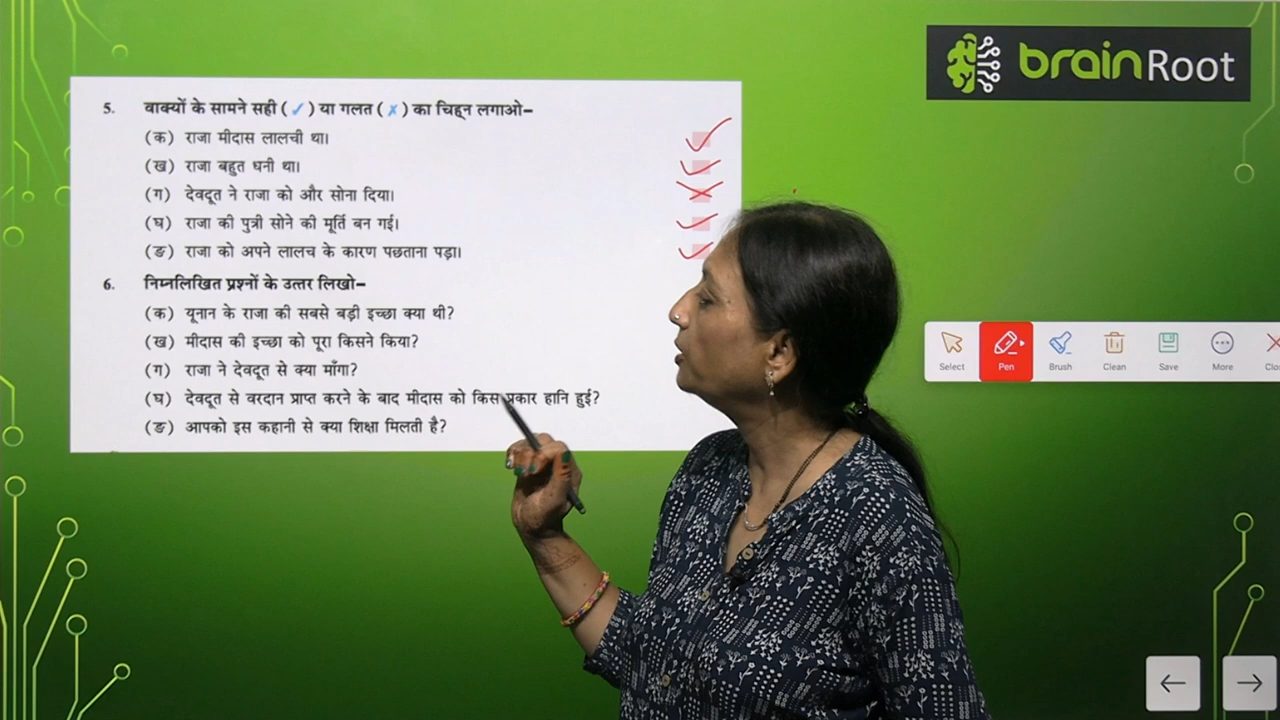 brainRoot
5. वाक्यों के सामने सही ( ✓ ) या गलत ( ✗ ) का चिह्न लगाओ–
(क) राजा मीदास लालची था।
(ख) राजा बहुत धनी था।
(ग) देवदूत ने राजा को और सोना दिया।
(घ) राजा की पुत्री सोने की मूर्ति बन गई।
(ङ) राजा को अपने लालच के कारण पछताना पड़ा।
6. निम्नलिखित प्रश्नों के उत्तर लिखो–
(क) यूनान के राजा की सबसे बड़ी इच्छा क्या थी?
(ख) मीदास की इच्छा को पूरा किसने किया?
(ग) राजा ने देवदूत से क्या माँगा?
(घ) देवदूत से वरदान प्राप्त करने के बाद मीदास को किस प्रकार हानि हुई?
(ङ) आपको इस कहानी से क्या शिक्षा मिलती है?
Select Pen Brush Clean Save More Clo